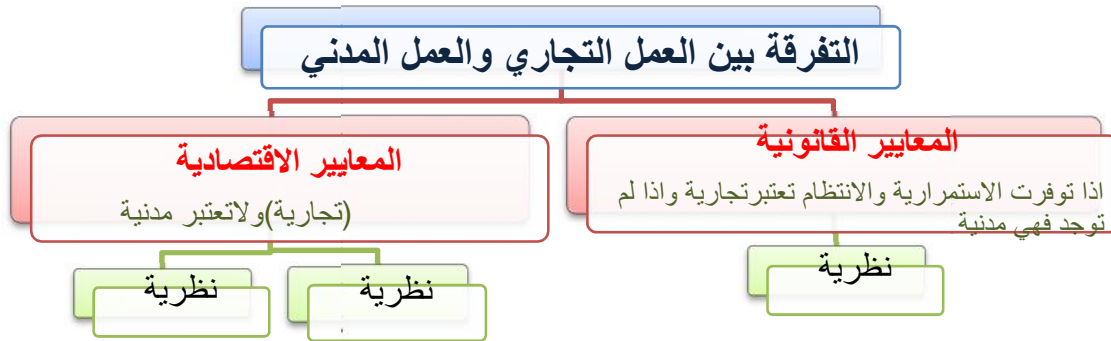 التفرقة بين العمل التجاري والعمل المدني
المعايير القانونية
اذا توفرت الاستمرارية والانتظام تعتبرتجارية واذا لم
توجد فهي مدنية
المعايير الاقتصادية
(تجارية)ولاتعتبر مدنية
نظرية
نظرية
نظرية